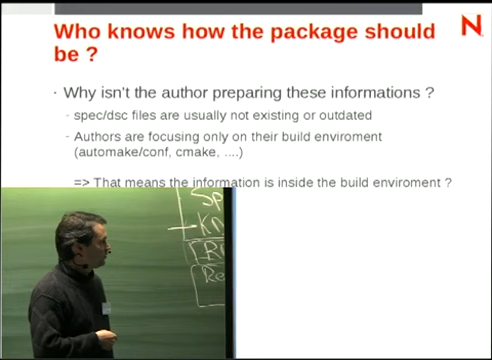 Who knows how the package should
be ?
N
· Why isn't the author preparing these informations ?
- spec/dsc files are usually not existing or outdated
- Authors are focusing only on their build enviroment
(automake/conf, cmake, ....)
=> That means the information is inside the build enviroment ?
Sp